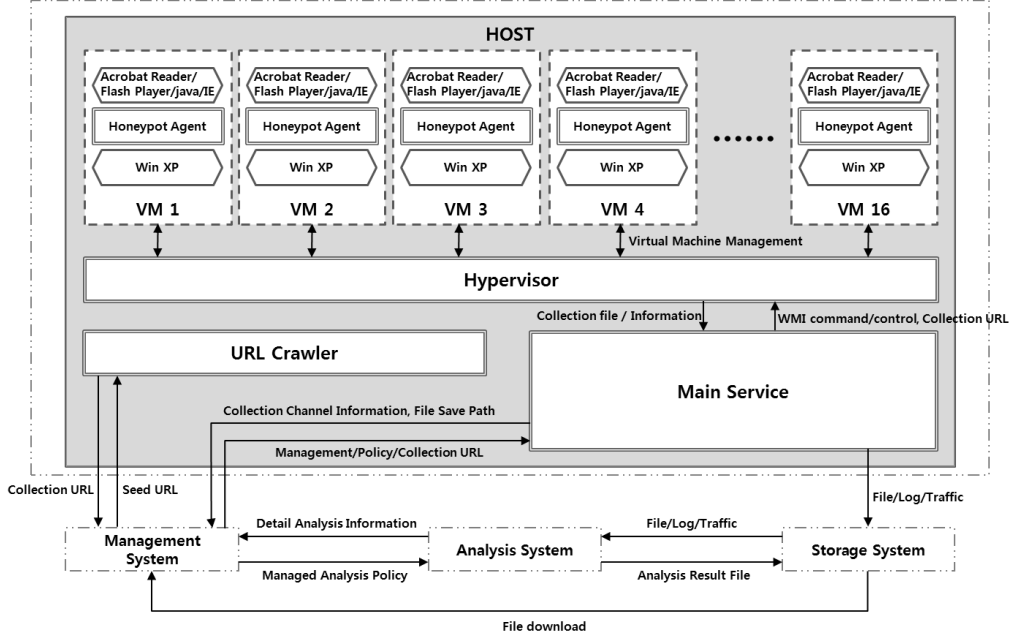 HOST
Acrobat Reader/
Flash Player/java/IE
Honeypot Agent
Win XP
VM 1
Acrobat Reader/
Flash Player/java/IE
Honeypot Agent
Win XP
VM 2
Acrobat Reader/
Flash Player/java/IE
Honeypot Agent
Win XP
VM 3
Acrobat Reader/
Flash Player/java/IE
Honeypot Agent
Win XP
VM 4
Acrobat Reader/
Flash Player/java/IE
Honeypot Agent
Win XP
VM 16
Virtual Machine Management
Hypervisor
Collection file / Information
WMI command/control, Collection URL
URL Crawler
Main Service
Collection Channel Information, File Save Path
Management/Policy/Collection URL
Collection URL
Seed URL
File/Log/Traffic
Management
System
Detail Analysis Information
Managed Analysis Policy
Analysis System
File/Log/Traffic
Analysis Result File
Storage System
File download